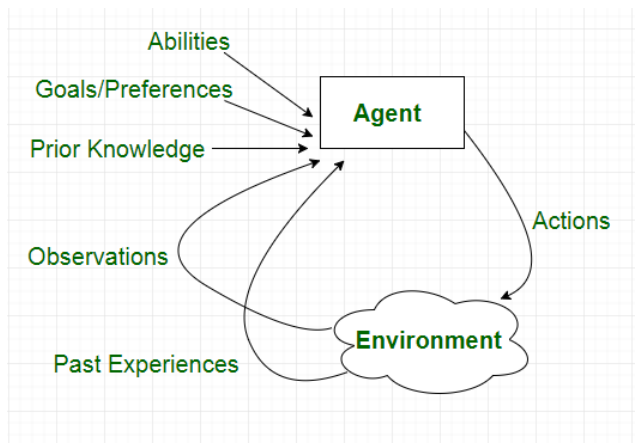 Abilities
Goals/Preferences
Agent
Prior Knowledge
Actions
Observations
Environment
Past Experiences